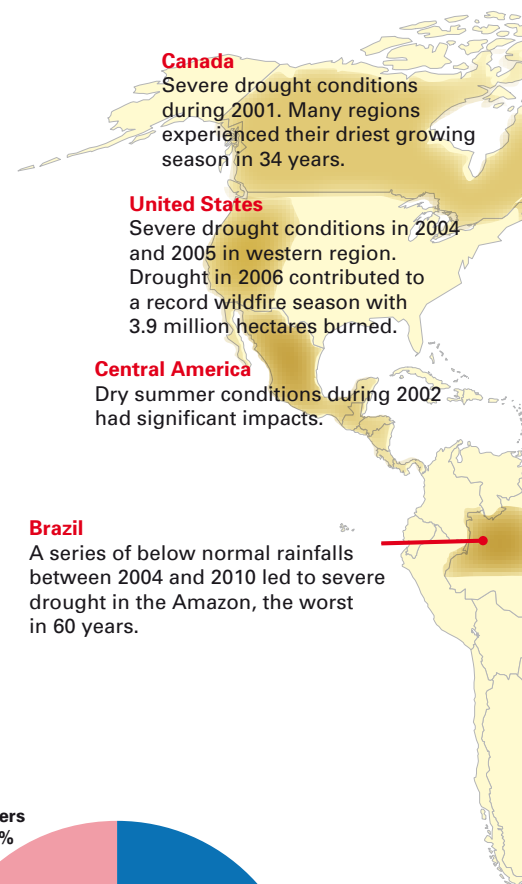 Canada
Severe drought conditions
during 2001. Many regions
experienced their driest growing
season in 34 years.
United States
Severe drought conditions in 2004
and 2005 in western region.
Drought in 2006 contributed to
a record wildfire season with
3.9 million hectares burned.
Central America
Dry summer conditions during 2002
had significant impacts.
Brazil
A series of below normal rainfalls
between 2004 and 2010 led to severe
drought in the Amazon, the worst
in 60 years.
%